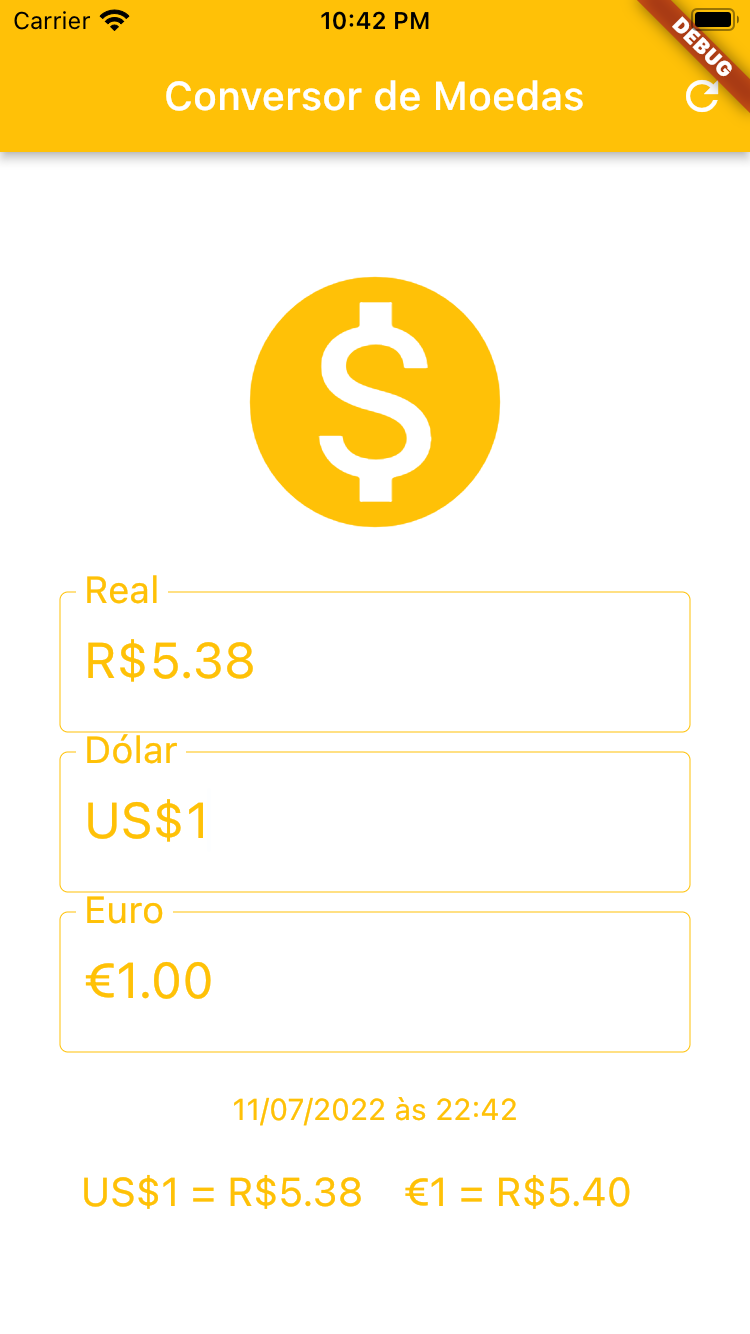 Carrier 10:42 PM
DEBUG
Conversor de Moedas
$
Real
R$5.38
Dólar
US$1
Euro
€1.00
11/07/2022 às 22:42
US$1 = R$5.38 €1 = R$5.40